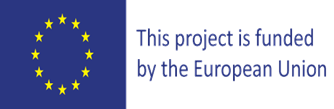 This project is funded
by the European Union